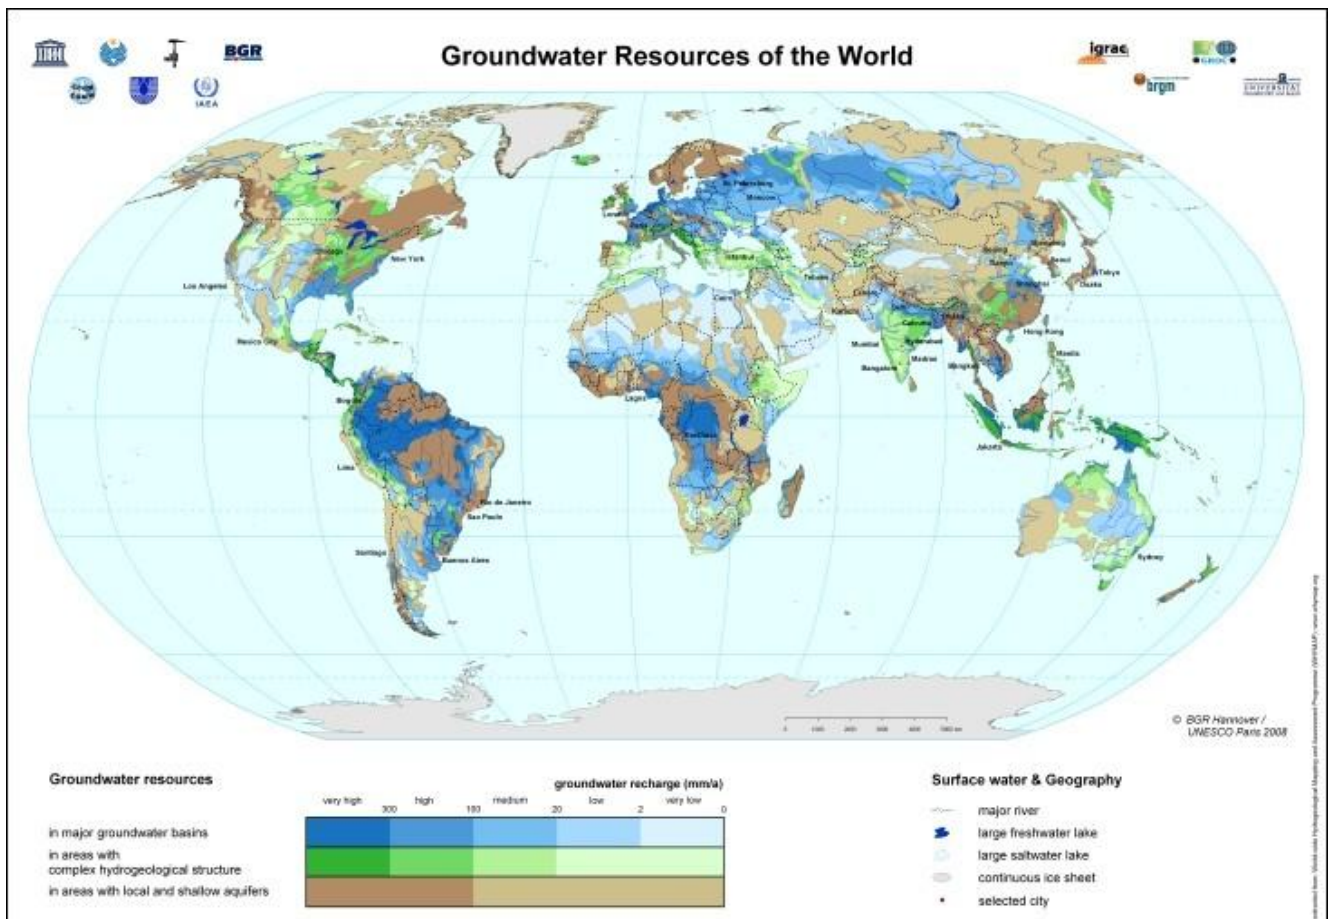 Groundwater Resources of the World
BGR
IAEA
igrac
brgm
St. Petersburg
Moscow
London
Chicago
New York
Istanbul
Los Angeles
Beijing
Seoul
Tokyo
Osaka
Shanghai
Cairo
Karachi
Mexico City
Hong Kong
Calcutta
Mumbai
Hyderabad
Manila
Madras
Bangalore
Bangkok
Bogota
Lagos
Jakarta
Lima
Rio de Janeiro
Sao Paulo
Santiago
Buenos Aires
Sydney
© BGR Hannover /
UNESCO Paris 2008
Groundwater resources
groundwater recharge (mm/a)
very high high medium low very low
300 100 20 2 0
in major groundwater basins
in areas with
complex hydrogeological structure
in areas with local and shallow aquifers
Surface water & Geography
major river
large freshwater lake
large saltwater lake
continuous ice sheet
selected city